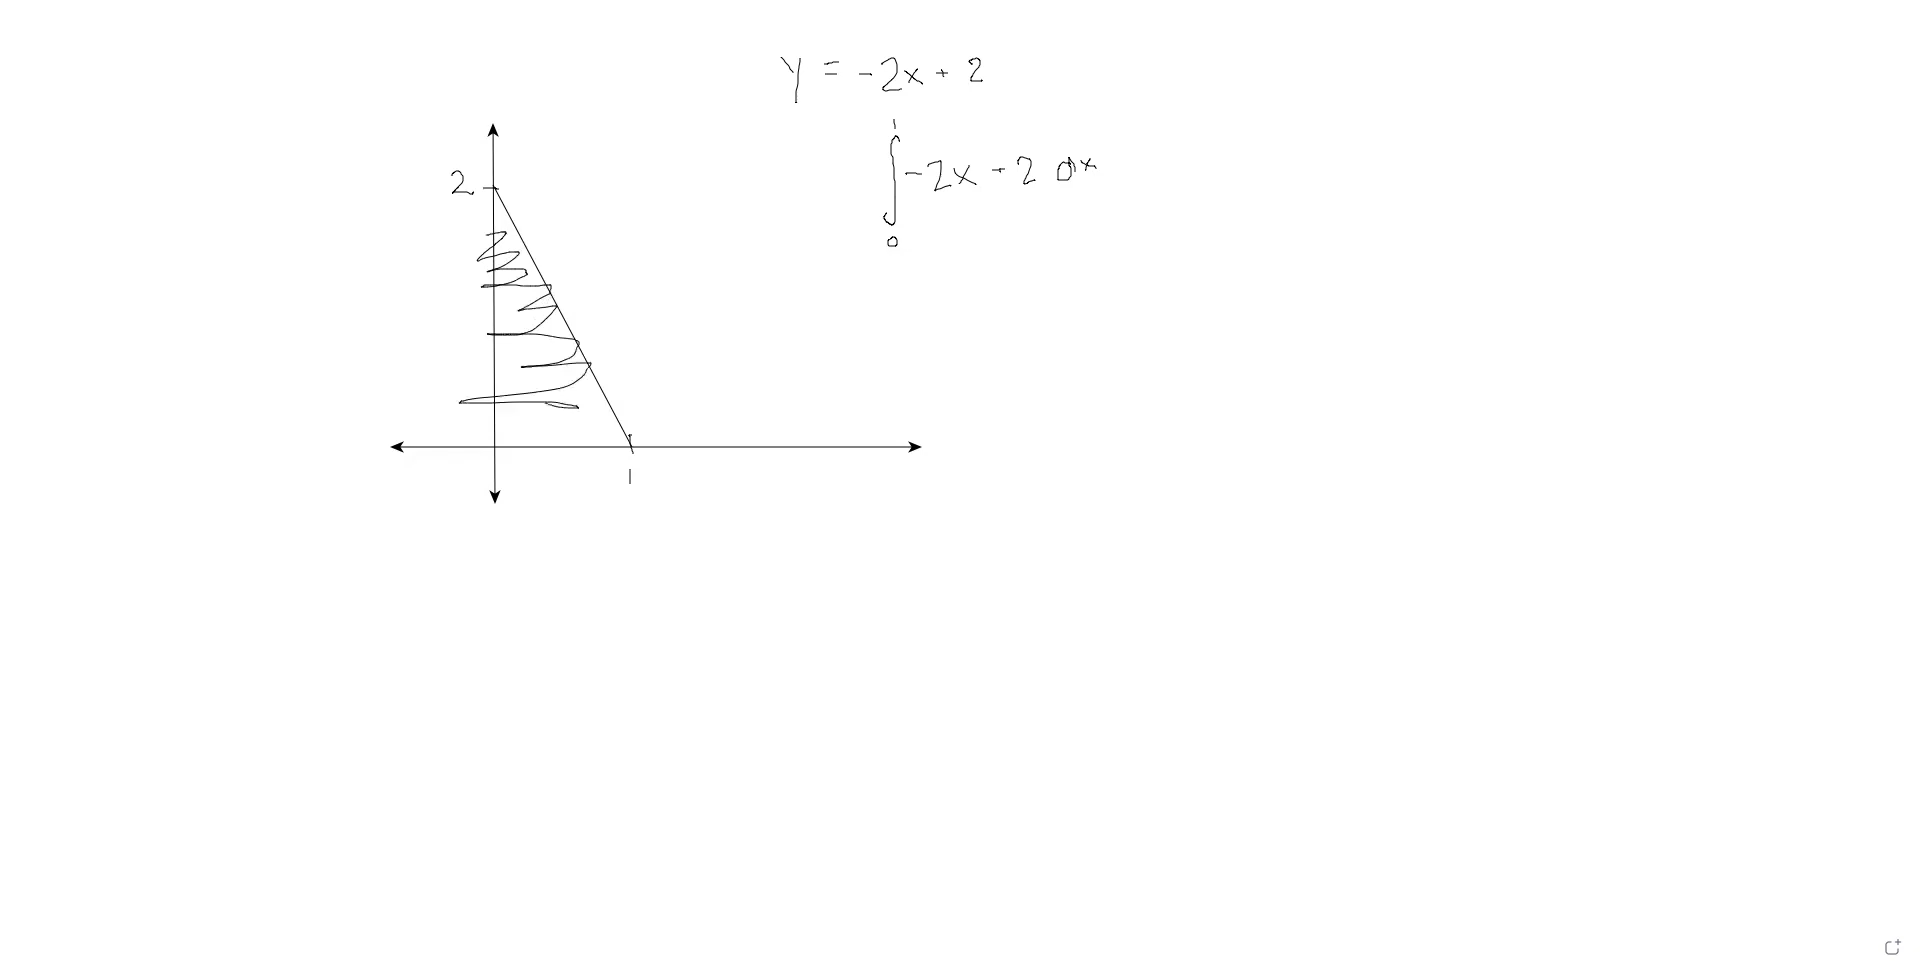 y = -2x + 2
1
∫ -2x + 2 dx
0
2
1